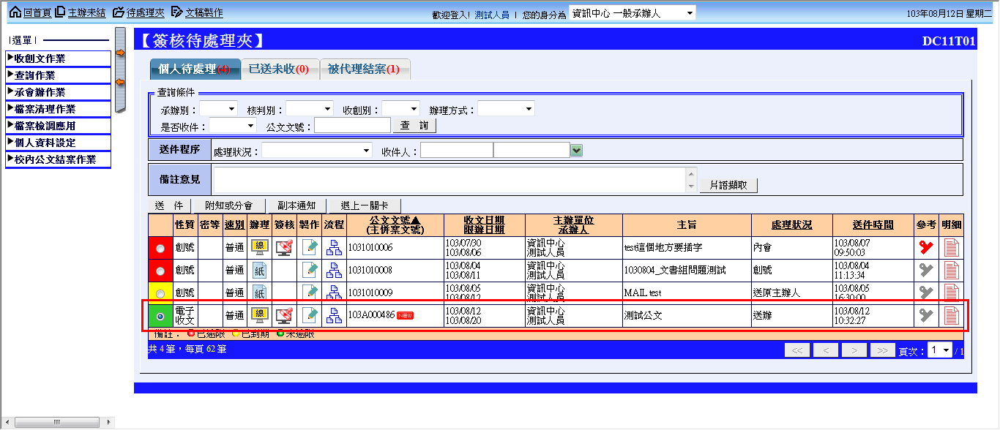 回首頁 主辦未結 待處理夾 文稿製作 歡迎登入! 測試人員 | 您的身分為 資訊中心 一般承辦人 103年08月12日 星期二
|選單|
收創文作業
查詢作業
承會辦作業
檔案清理作業
檔案檢調應用
個人資料設定
校內公文結案作業
【簽核待處理夾】 DC11T01
個人待處理(4) 已送未收(0) 被代理結案(1)
查詢條件
承辦別： 核判別： 收創別： 辦理方式：
是否收件： 公文文號： 查 詢
送件程序 處理狀況： 收件人：
備註意見 片語擷取
送 件 附知或分會 副本通知 退上一關卡
性質 密等 速別 辦理 簽核 製作 流程 公文文號▲ 收文日期 主辦單位 主旨 處理狀況 送件時間 參考 明細
(主併案文號) 限辦日期 承辦人
創號 普通 線 1031010006 103/07/30 資訊中心 test這個地方要插字 內會 103/08/07
103/08/06 測試人員 09:50:03
創號 普通 紙 1031010008 103/08/04 資訊中心 1030804_文書組問題測試 創號 103/08/04
103/08/11 測試人員 11:13:34
創號 普通 紙 1031010009 103/08/05 資訊中心 MAIL test 送原主辦人 103/08/05
103/08/12 測試人員 16:30:00
電子 普通 線 103A000486 NEW 103/08/12 資訊中心 測試公文 送辦 103/08/12
收文 103/08/20 測試人員 10:32:27
備註： 已逾限 已到期 未逾限
共 4 筆，每頁 62 筆 << < > >> 頁次： 1 / 1